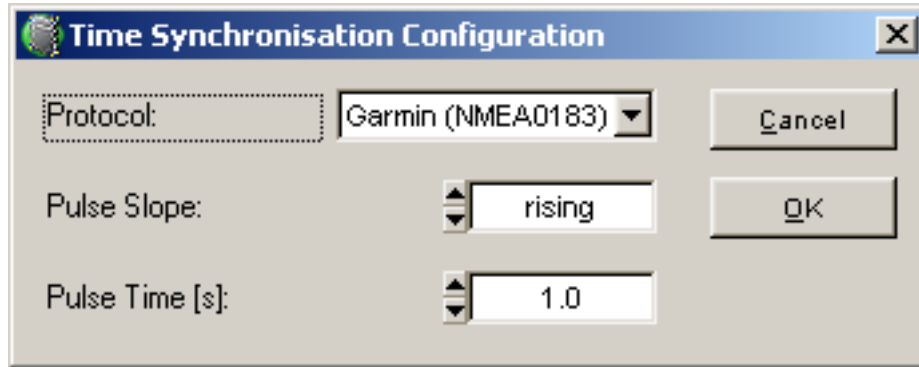 Time Synchronisation Configuration
Protocol: Garmin (NMEA0183) Cancel
Pulse Slope: rising OK
Pulse Time [s]: 1.0